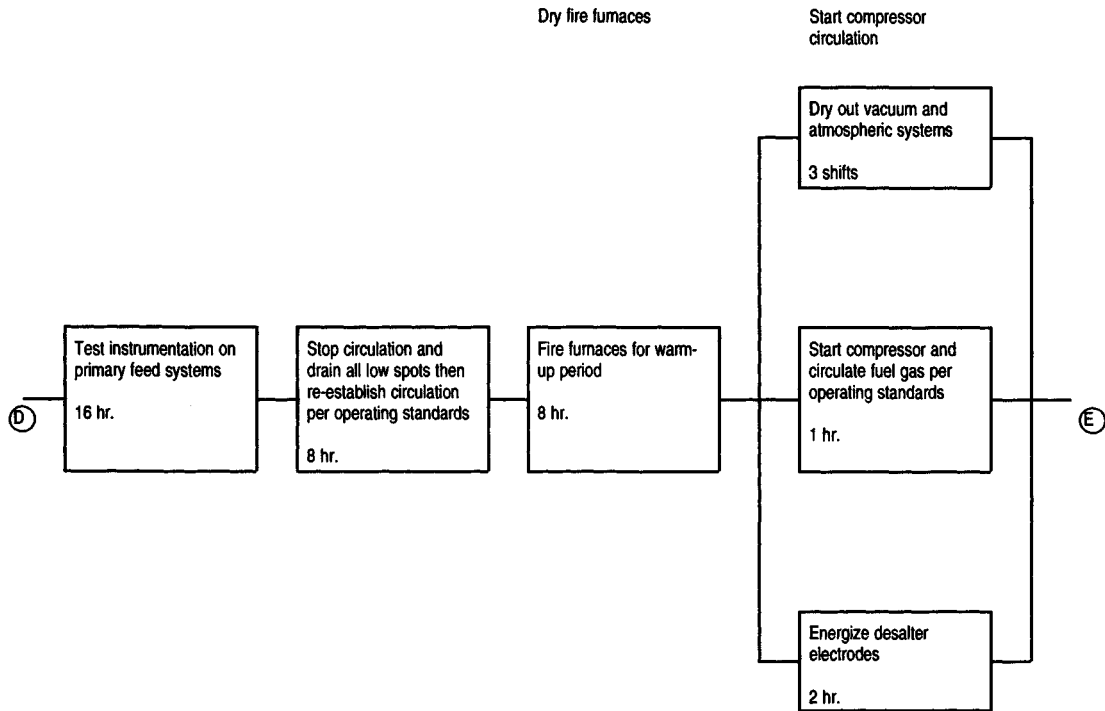 Dry fire furnaces
Start compressor
circulation
Dry out vacuum and
atmospheric systems
3 shifts
D
Test instrumentation on
primary feed systems
16 hr.
Stop circulation and
drain all low spots then
re-establish circulation
per operating standards
8 hr.
Fire furnaces for warm-
up period
8 hr.
Start compressor and
circulate fuel gas per
operating standards
1 hr.
E
Energize desalter
electrodes
2 hr.